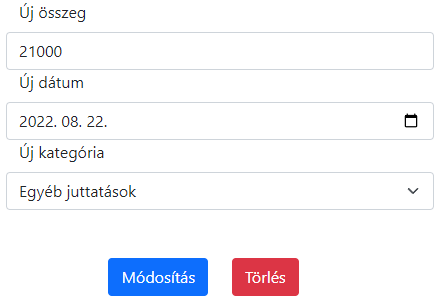 Új összeg
21000
Új dátum
2022. 08. 22.
Új kategória
Egyéb juttatások
Módosítás Törlés